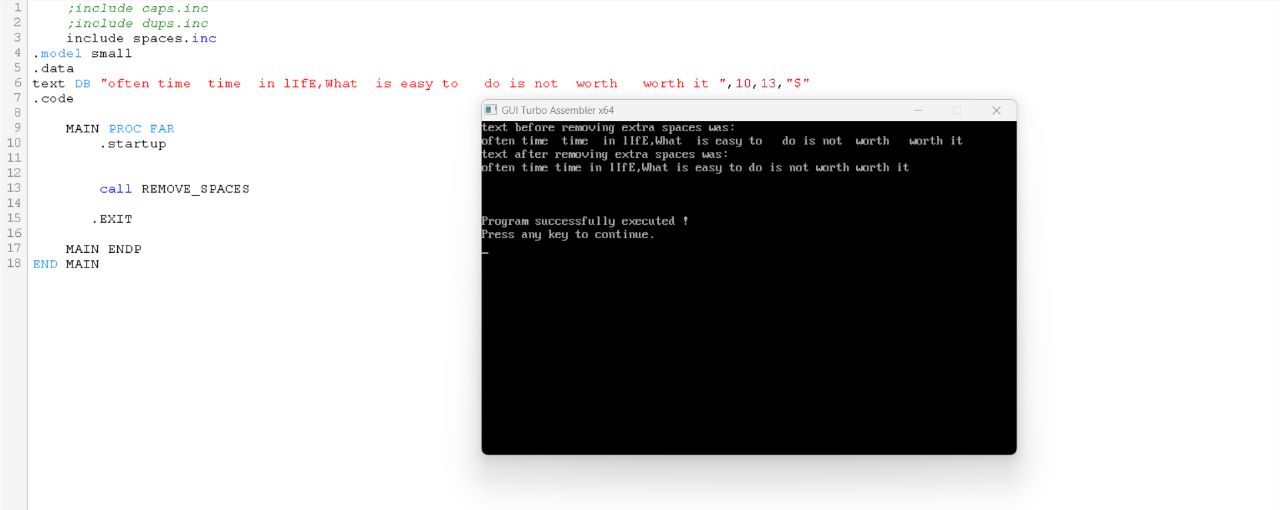 1 ;include caps.inc
2 ;include dups.inc
3 include spaces.inc
4 .model small
5 .data
6 text DB "often time  time  in lIfE,What  is easy to   do is not  worth   worth it ",10,13,"$"
7 .code
8
9 MAIN PROC FAR
10 .startup
11
12
13 call REMOVE_SPACES
14
15 .EXIT
16
17 MAIN ENDP
18 END MAIN
GUI Turbo Assembler x64
text before removing extra spaces was:
often time  time  in lIfE,What  is easy to   do is not  worth   worth it
text after removing extra spaces was:
often time time in lIfE,What is easy to do is not worth worth it
Program successfully executed !
Press any key to continue.